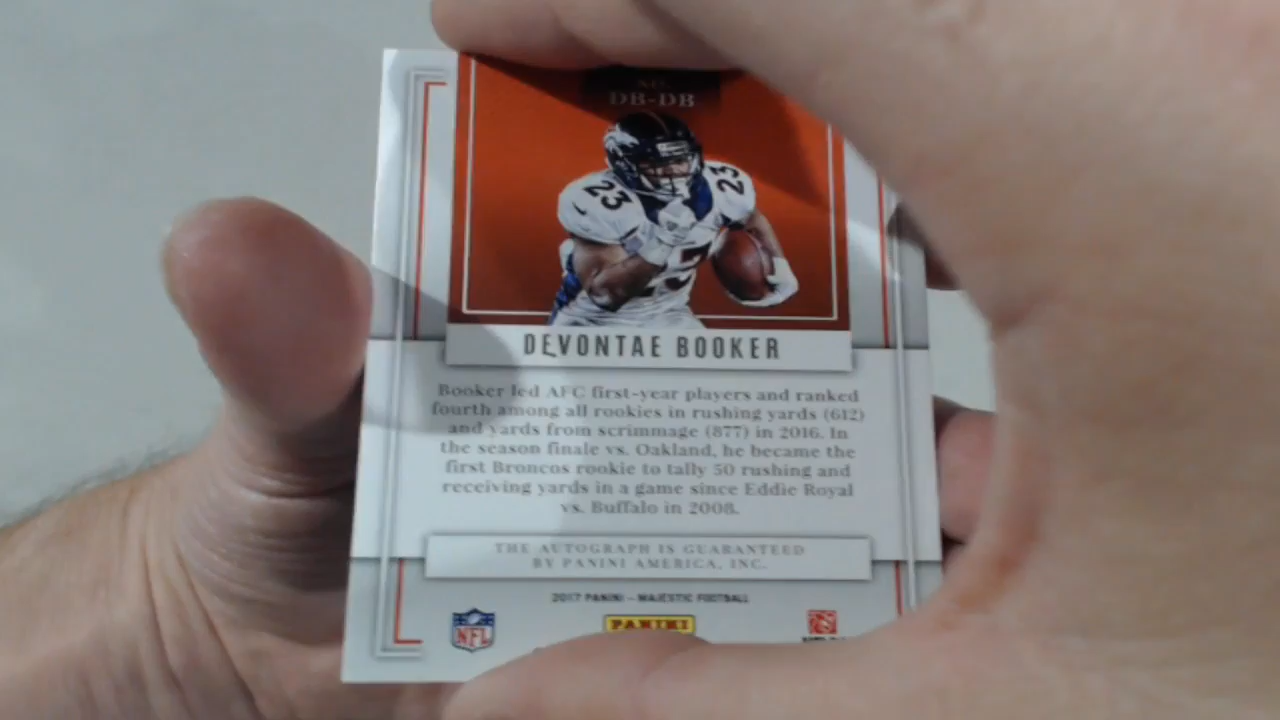 NO.
DB-DB
23
23
23
DEVONTAE BOOKER
Booker led AFC first-year players and ranked
fourth among all rookies in rushing yards (612)
and yards from scrimmage (877) in 2016. In
the season finale vs. Oakland, he became the
first Broncos rookie to tally 50 rushing and
receiving yards in a game since Eddie Royal
vs. Buffalo in 2008.
THE AUTOGRAPH IS GUARANTEED
BY PANINI AMERICA, INC.
2017 PANINI – MAJESTIC FOOTBALL
NFL
PANINI